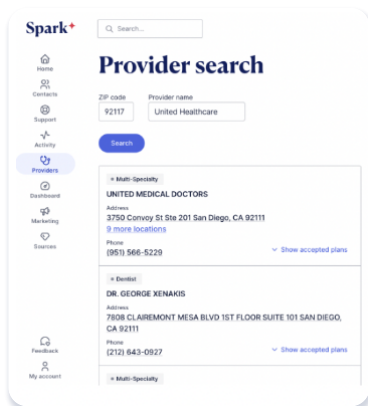 Spark+
Search...
Home
Contacts
Support
Activity
Providers
Dashboard
Marketing
Sources
Feedback
My account
Provider search
ZIP code Provider name
92117 United Healthcare
Search
Multi-Specialty
UNITED MEDICAL DOCTORS
Address
3750 Convoy St Ste 201 San Diego, CA 92111
9 more locations
Phone
(951) 566-5229 Show accepted plans
Dentist
DR. GEORGE XENAKIS
Address
7808 CLAIREMONT MESA BLVD 1ST FLOOR SUITE 101 SAN DIEGO,
CA 92111
Phone
(212) 643-0927 Show accepted plans
Multi-Specialty